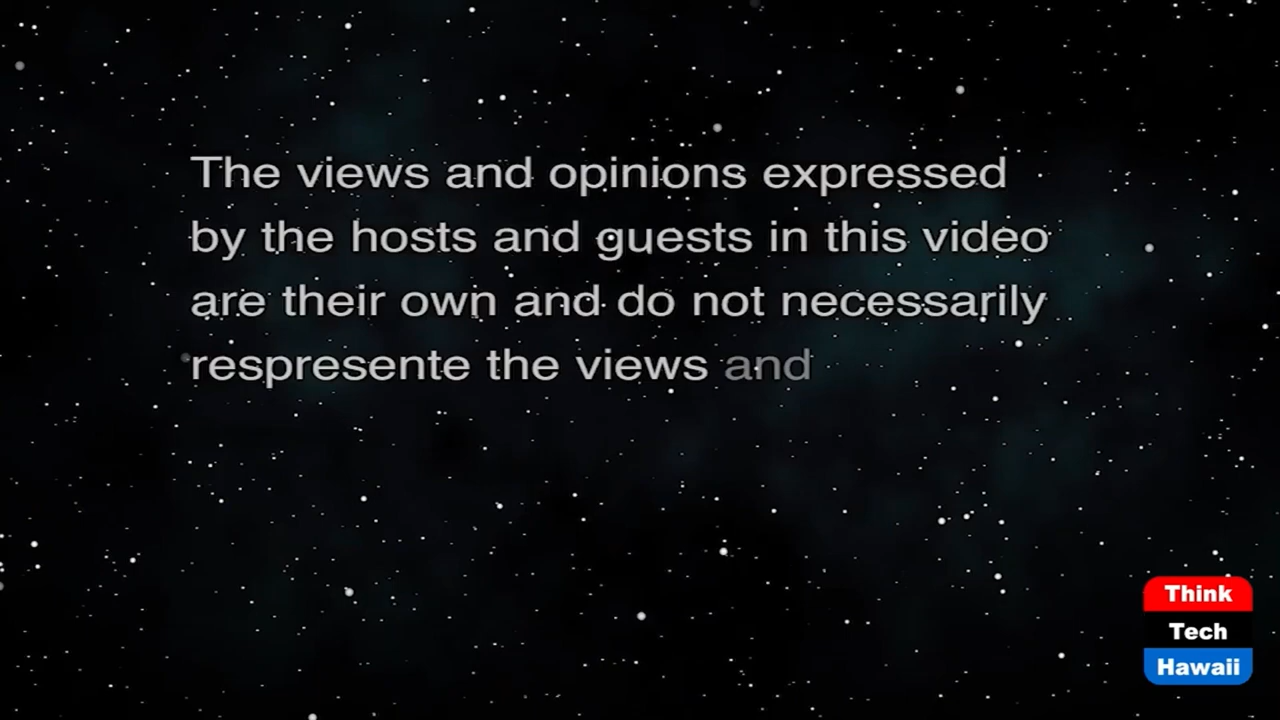 The views and opinions expressed
by the hosts and guests in this video
are their own and do not necessarily
respresente the views and
Think
Tech
Hawaii